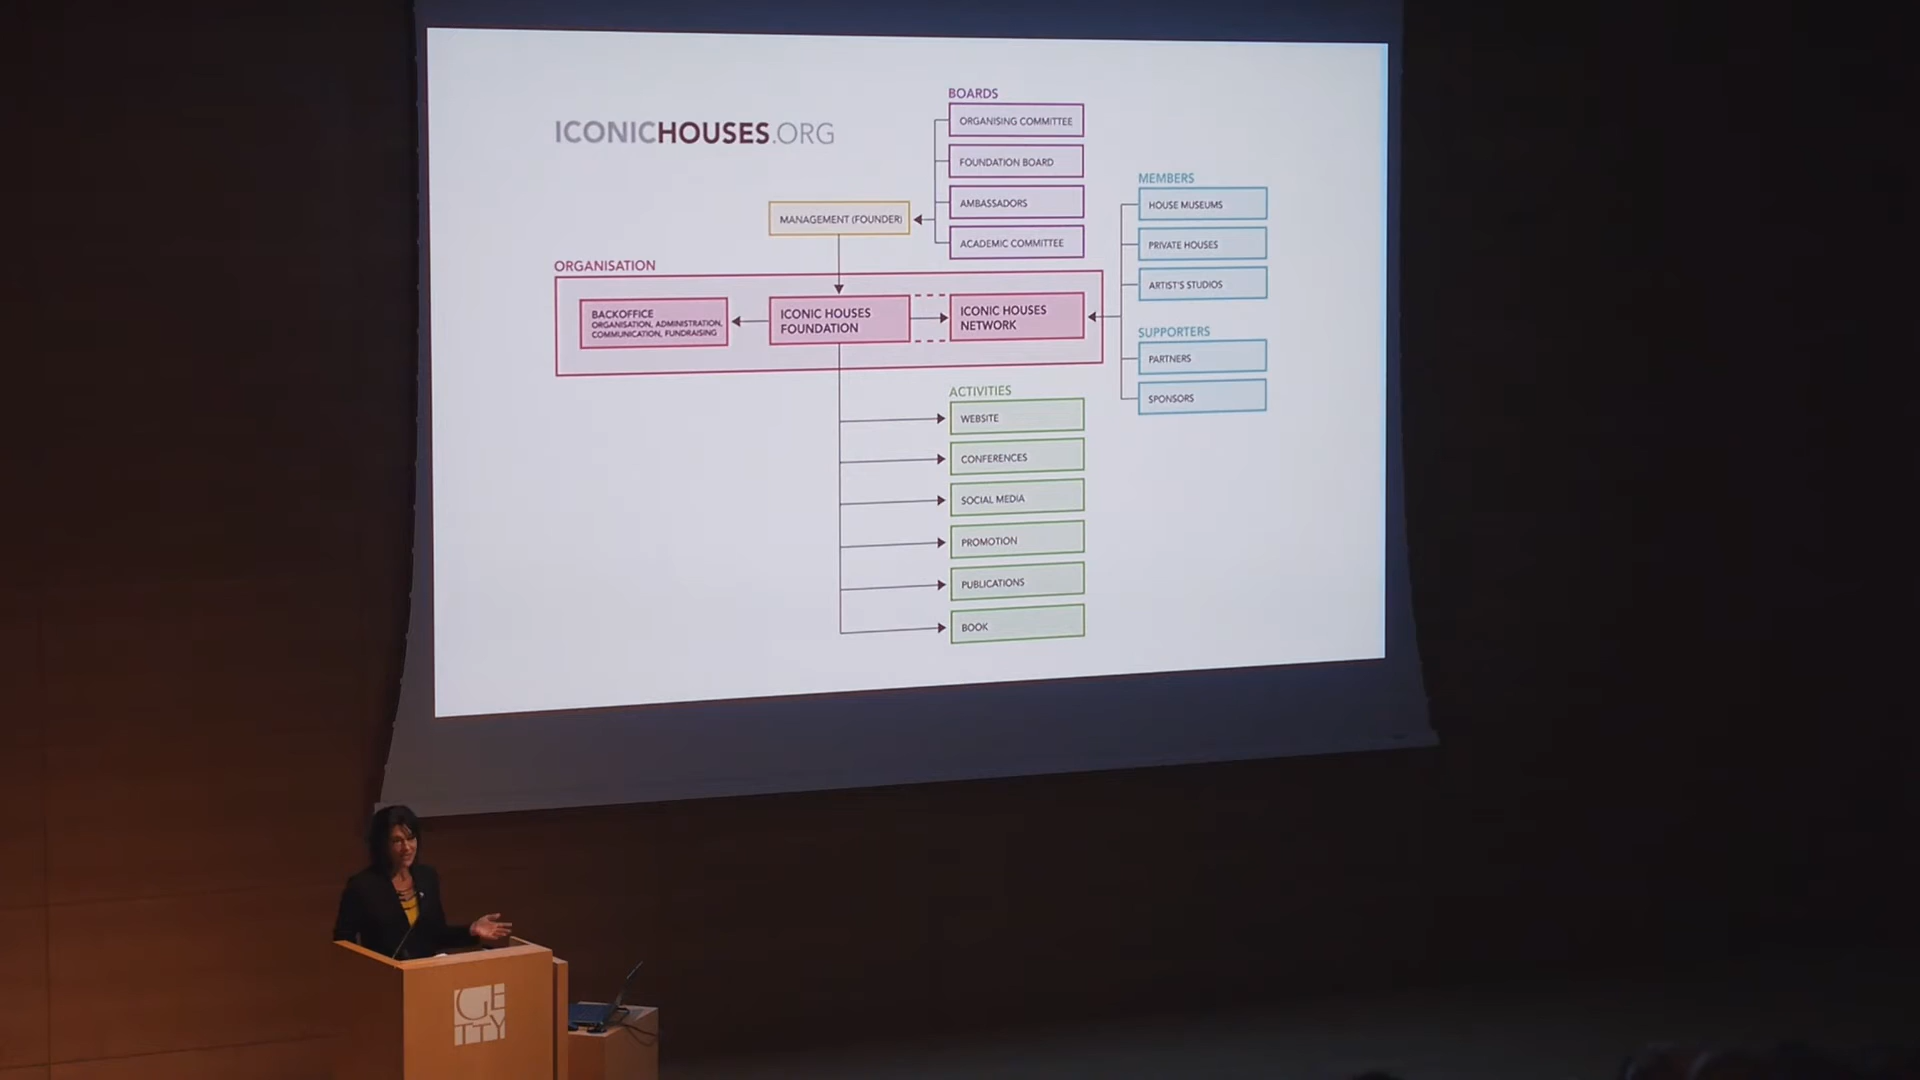 ICONICHOUSES.ORG
BOARDS
ORGANISING COMMITTEE
FOUNDATION BOARD
AMBASSADORS
ACADEMIC COMMITTEE
MANAGEMENT (FOUNDER)
MEMBERS
HOUSE MUSEUMS
PRIVATE HOUSES
ARTIST'S STUDIOS
SUPPORTERS
PARTNERS
SPONSORS
ORGANISATION
BACKOFFICE
ORGANISATION, ADMINISTRATION,
COMMUNICATION, FUNDRAISING
ICONIC HOUSES
FOUNDATION
ICONIC HOUSES
NETWORK
ACTIVITIES
WEBSITE
CONFERENCES
SOCIAL MEDIA
PROMOTION
PUBLICATIONS
BOOK
GE
TTY